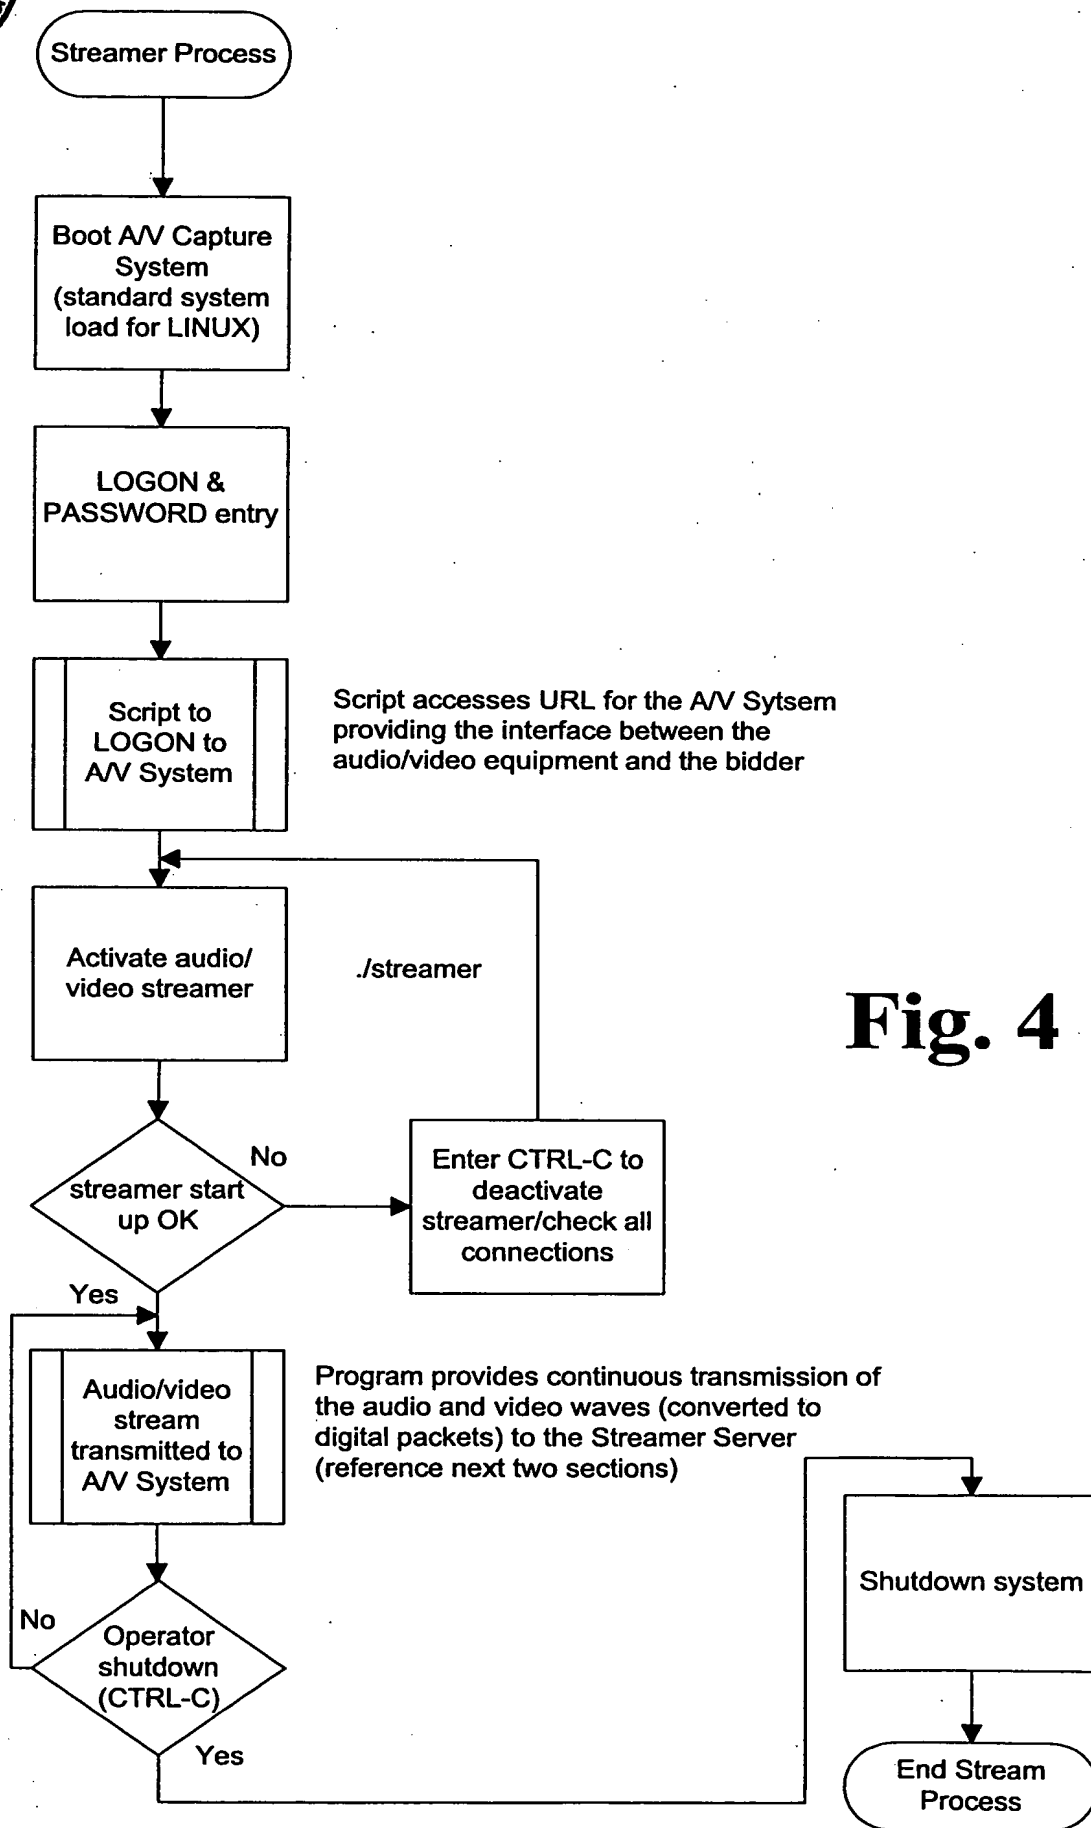 Streamer Process
Boot A/V Capture
System
(standard system
load for LINUX)
LOGON &
PASSWORD entry
Script to
LOGON to
A/V System
Script accesses URL for the A/V Sytsem
providing the interface between the
audio/video equipment and the bidder
Activate audio/
video streamer
./streamer
Fig. 4
streamer start
up OK
No
Enter CTRL-C to
deactivate
streamer/check all
connections
Yes
Audio/video
stream
transmitted to
A/V System
Program provides continuous transmission of
the audio and video waves (converted to
digital packets) to the Streamer Server
(reference next two sections)
No
Operator
shutdown
(CTRL-C)
Yes
Shutdown system
End Stream
Process